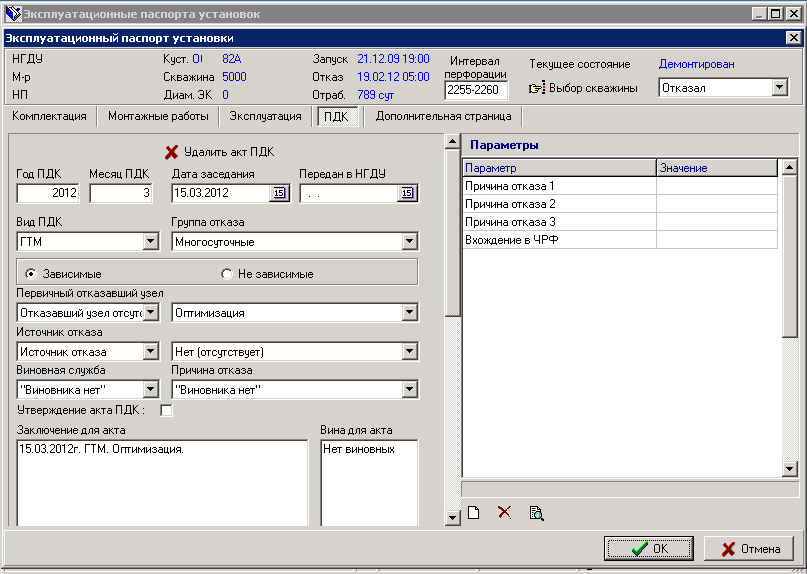 Эксплуатационные паспорта установок
Эксплуатационный паспорт установки
НГДУ Куст. 82А Запуск 21.12.09 19:00 Интервал перфорации Текущее состояние Демонтирован
М-р Скважина 5000 Отказ 19.02.12 05:00 2255-2260 Выбор скважины Отказал
НП Диам. ЭК 0 Отраб. 789 сут
Комплектация Монтажные работы Эксплуатация ПДК Дополнительная страница
Удалить акт ПДК
Год ПДК Месяц ПДК Дата заседания Передан в НГДУ
2012 3 15.03.2012 15 . . 15
Вид ПДК Группа отказа
ГТМ Многосуточные
Зависимые Не зависимые
Первичный отказавший узел
Отказавший узел отсутс Оптимизация
Источник отказа
Источник отказа Нет (отсутствует)
Виновная служба Причина отказа
"Виновника нет" "Виновника нет"
Утверждение акта ПДК :
Заключение для акта Вина для акта
15.03.2012г. ГТМ. Оптимизация. Нет виновных
Параметры
Параметр Значение
Причина отказа 1
Причина отказа 2
Причина отказа 3
Вхождение в ЧРФ
OK Отмена